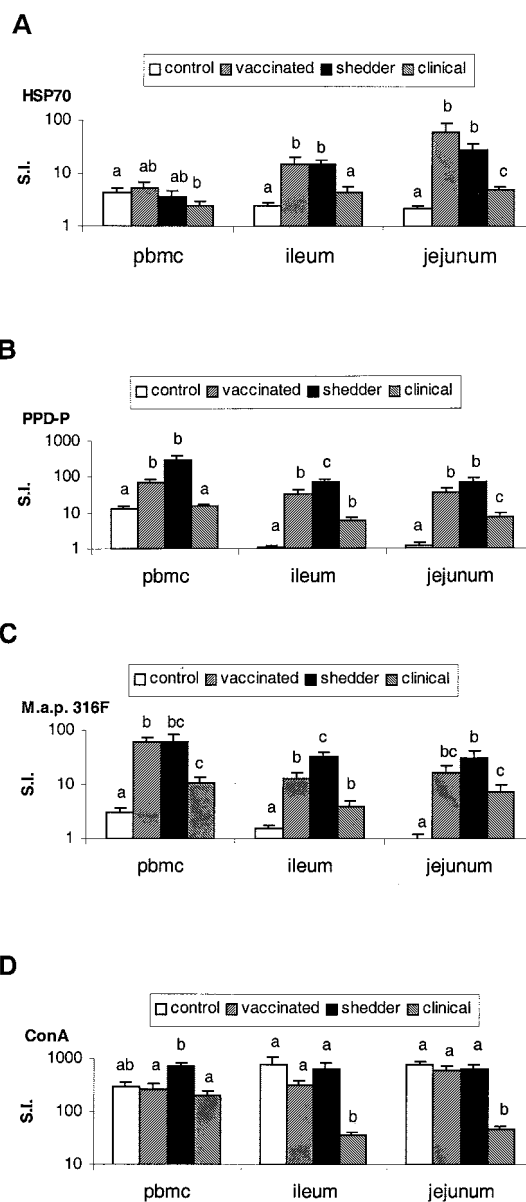 A
control vaccinated shedder clinical
HSP70
100
10
1
S.I.
a ab ab b
a b b a
a b b c
pbmc ileum jejunum
B
control vaccinated shedder clinical
PPD-P
1000
100
10
1
S.I.
a b b a
a b c b
a b b c
pbmc ileum jejunum
C
control vaccinated shedder clinical
M.a.p. 316F
100
10
1
S.I.
a b bc c
a b c b
a bc b c
pbmc ileum jejunum
D
control vaccinated shedder clinical
ConA
1000
100
10
S.I.
ab a b a
a a a b
a a a b
pbmc ileum jejunum